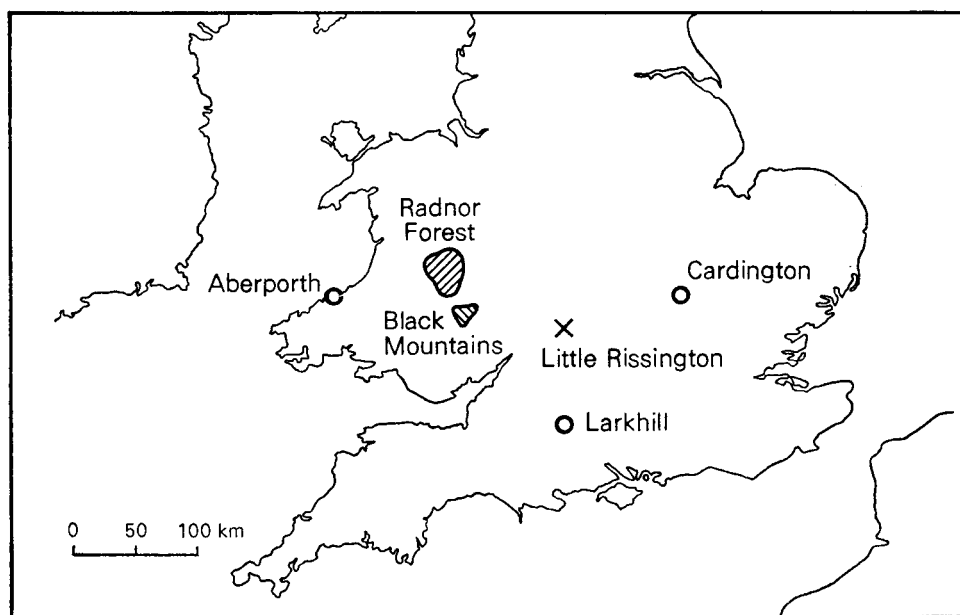 Radnor
Forest
Cardington
Aberporth
Black
Mountains
Little Rissington
Larkhill
0 50 100 km